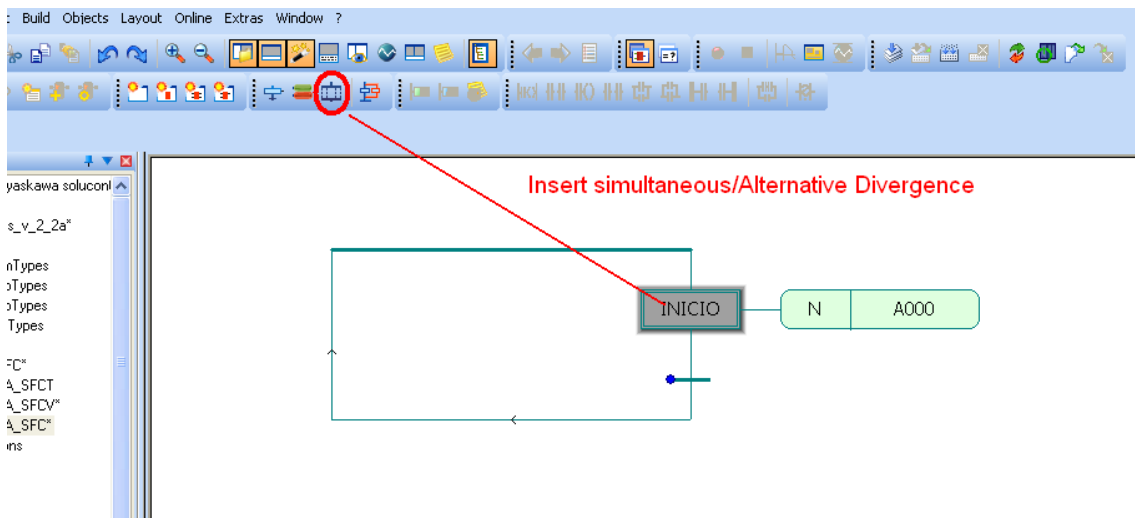 : Build Objects Layout Online Extras Window ?
yaskawa solucont
s_v_2_2a*
nTypes
oTypes
oTypes
Types
FC*
A_SFCT
A_SFCV*
A_SFC*
ons
Insert simultaneous/Alternative Divergence
INICIO
N
A000